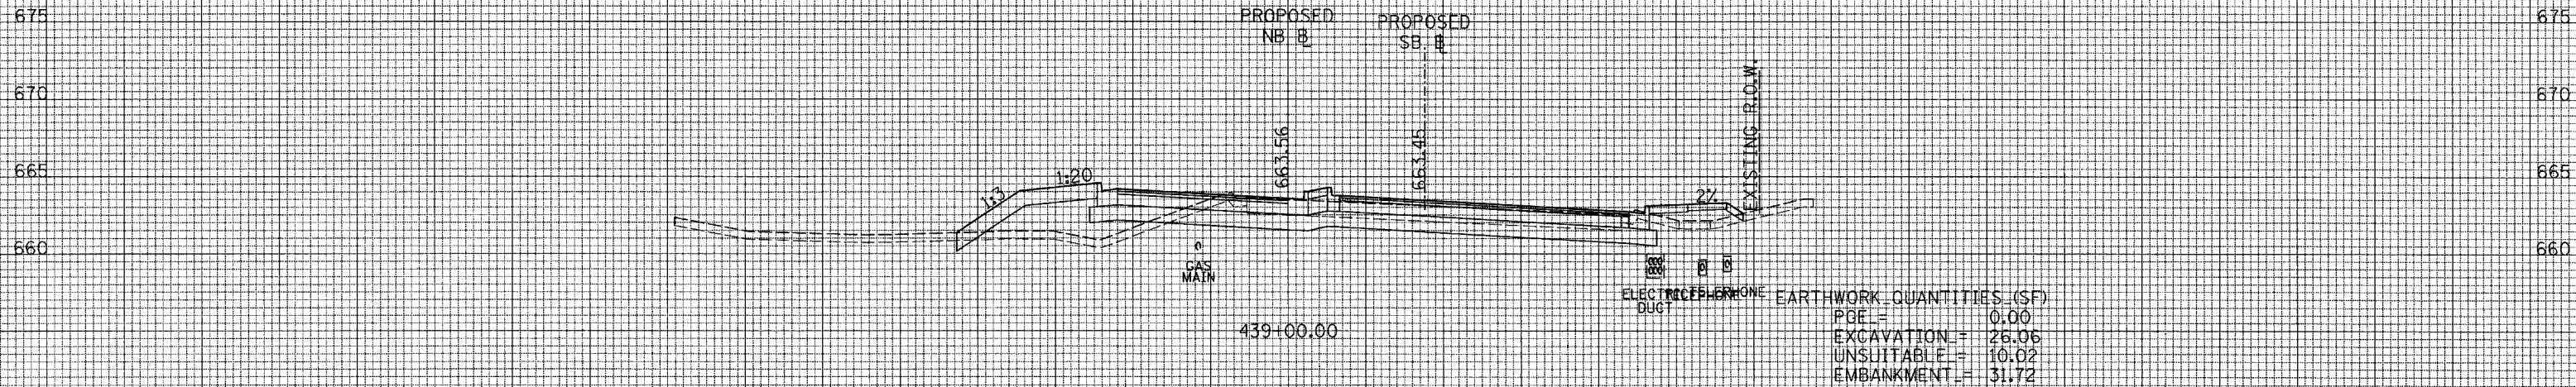 675
675
PROPOSED
NB B
PROPOSED
SB B
EXISTING R.O.W.
670
670
663.56
663.45
665
665
1:3
1:20
2%
660
660
GAS
MAIN
ELECTRIC
DUCT
TELEPHONE
439+00.00
EARTHWORK QUANTITIES (SF)
PGE = 0.00
EXCAVATION = 26.06
UNSUITABLE = 10.02
EMBANKMENT = 31.72